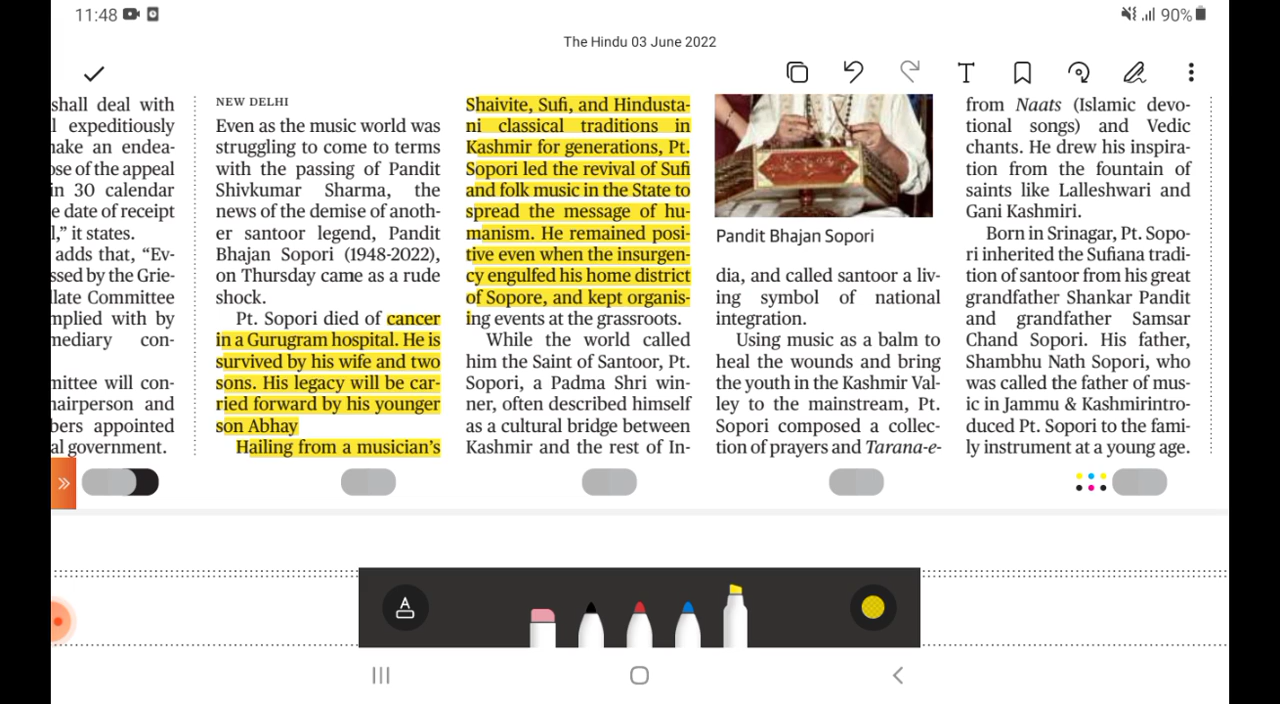 11:48
90%
The Hindu 03 June 2022
shall deal with
l expeditiously
make an endea-
ose of the appeal
in 30 calendar
e date of receipt
l,” it states.
adds that, “Ev-
ssed by the Grie-
llate Committee
mplied with by
mediary con-
mittee will con-
hairperson and
bers appointed
al government.
NEW DELHI
Even as the music world was
struggling to come to terms
with the passing of Pandit
Shivkumar Sharma, the
news of the demise of anoth-
er santoor legend, Pandit
Bhajan Sopori (1948-2022),
on Thursday came as a rude
shock.
Pt. Sopori died of cancer
in a Gurugram hospital. He is
survived by his wife and two
sons. His legacy will be car-
ried forward by his younger
son Abhay
Hailing from a musician’s
Shaivite, Sufi, and Hindusta-
ni classical traditions in
Kashmir for generations, Pt.
Sopori led the revival of Sufi
and folk music in the State to
spread the message of hu-
manism. He remained posi-
tive even when the insurgen-
cy engulfed his home district
of Sopore, and kept organis-
ing events at the grassroots.
While the world called
him the Saint of Santoor, Pt.
Sopori, a Padma Shri win-
ner, often described himself
as a cultural bridge between
Kashmir and the rest of In-
Pandit Bhajan Sopori
dia, and called santoor a liv-
ing symbol of national
integration.
Using music as a balm to
heal the wounds and bring
the youth in the Kashmir Val-
ley to the mainstream, Pt.
Sopori composed a collec-
tion of prayers and Tarana-e-
from Naats (Islamic devo-
tional songs) and Vedic
chants. He drew his inspira-
tion from the fountain of
saints like Lalleshwari and
Gani Kashmiri.
Born in Srinagar, Pt. Sopo-
ri inherited the Sufiana tradi-
tion of santoor from his great
grandfather Shankar Pandit
and grandfather Samsar
Chand Sopori. His father,
Shambhu Nath Sopori, who
was called the father of mus-
ic in Jammu & Kashmirintro-
duced Pt. Sopori to the fami-
ly instrument at a young age.